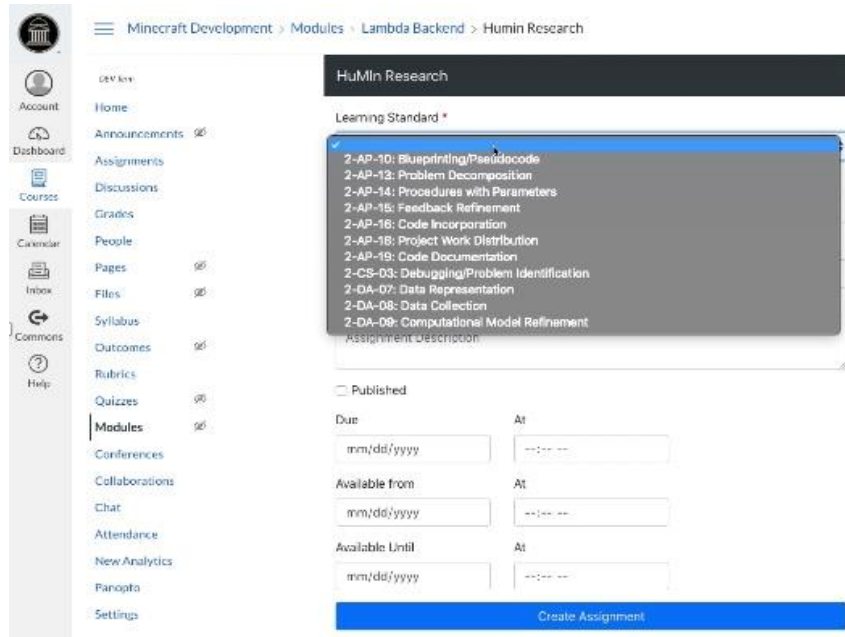 Minecraft Development > Modules > Lambda Backend > Humin Research
Account
Dashboard
Courses
Calendar
Inbox
Commons
Help
Home
Announcements
Assignments
Discussions
Grades
People
Pages
Files
Syllabus
Outcomes
Rubrics
Quizzes
Modules
Conferences
Collaborations
Chat
Attendance
New Analytics
Panopto
Settings
HuMIn Research
Learning Standard *
2-AP-10: Blueprinting/Pseudocode
2-AP-13: Problem Decomposition
2-AP-14: Procedures with Parameters
2-AP-15: Feedback Refinement
2-AP-16: Code Incorporation
2-AP-18: Project Work Distribution
2-AP-19: Code Documentation
2-CS-03: Debugging/Problem Identification
2-DA-07: Data Representation
2-DA-08: Data Collection
2-DA-09: Computational Model Refinement
Assignment Description
Published
Due At
mm/dd/yyyy --:-- --
Available from At
mm/dd/yyyy --:-- --
Available Until At
mm/dd/yyyy --:-- --
Create Assignment